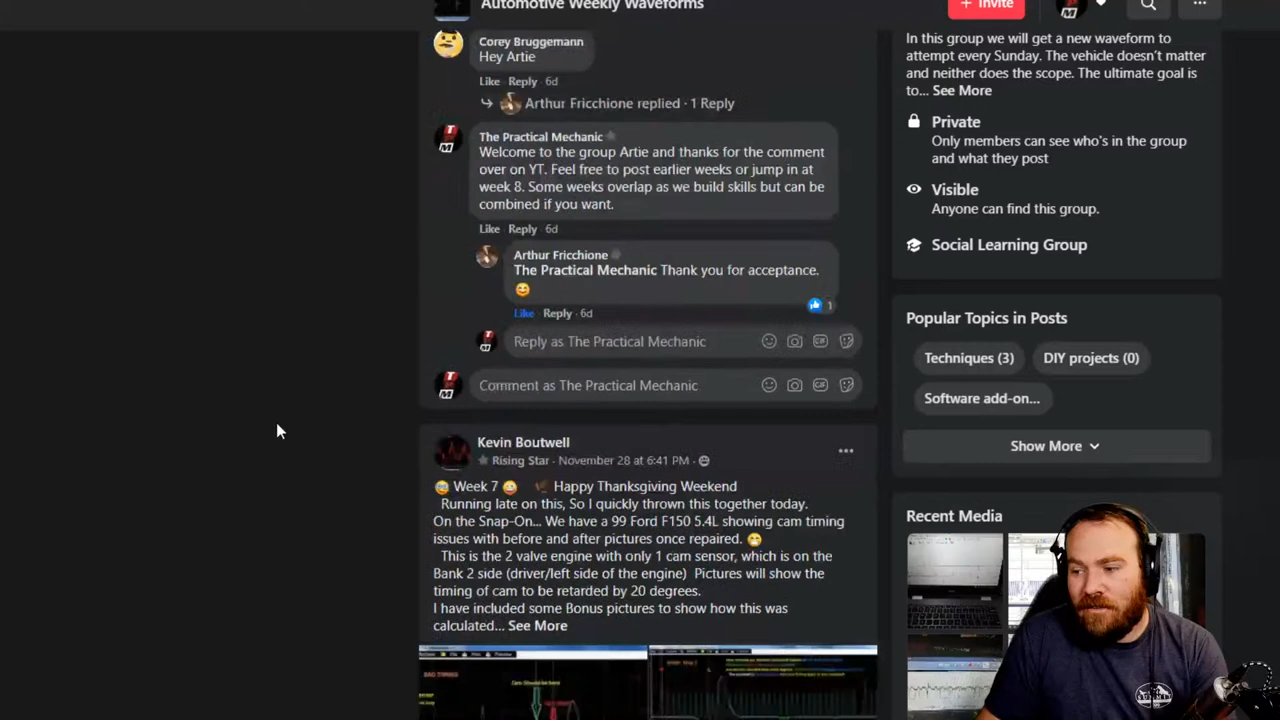 Automotive Weekly Waveforms
Invite
Corey Bruggemann
Hey Artie
Like Reply 6d
Arthur Fricchione replied · 1 Reply
The Practical Mechanic
Welcome to the group Artie and thanks for the comment
over on YT. Feel free to post earlier weeks or jump in at
week 8. Some weeks overlap as we build skills but can be
combined if you want.
Like Reply 6d
Arthur Fricchione
The Practical Mechanic Thank you for acceptance.
1
Like · Reply · 6d
Reply as The Practical Mechanic
Comment as The Practical Mechanic
Kevin Boutwell
Rising Star · November 28 at 6:41 PM ·
Week 7 Happy Thanksgiving Weekend
Running late on this, So I quickly thrown this together today.
On the Snap-On... We have a 99 Ford F150 5.4L showing cam timing
issues with before and after pictures once repaired.
This is the 2 valve engine with only 1 cam sensor, which is on the
Bank 2 side (driver/left side of the engine) Pictures will show the
timing of cam to be retarded by 20 degrees.
I have included some Bonus pictures to show how this was
calculated... See More
BAD TIMING
Cam Should be here
In this group we will get a new waveform to
attempt every Sunday. The vehicle doesn't matter
and neither does the scope. The ultimate goal is
to... See More
Private
Only members can see who's in the group
and what they post
Visible
Anyone can find this group.
Social Learning Group
Popular Topics in Posts
Techniques (3)
DIY projects (0)
Software add-on...
Show More
Recent Media